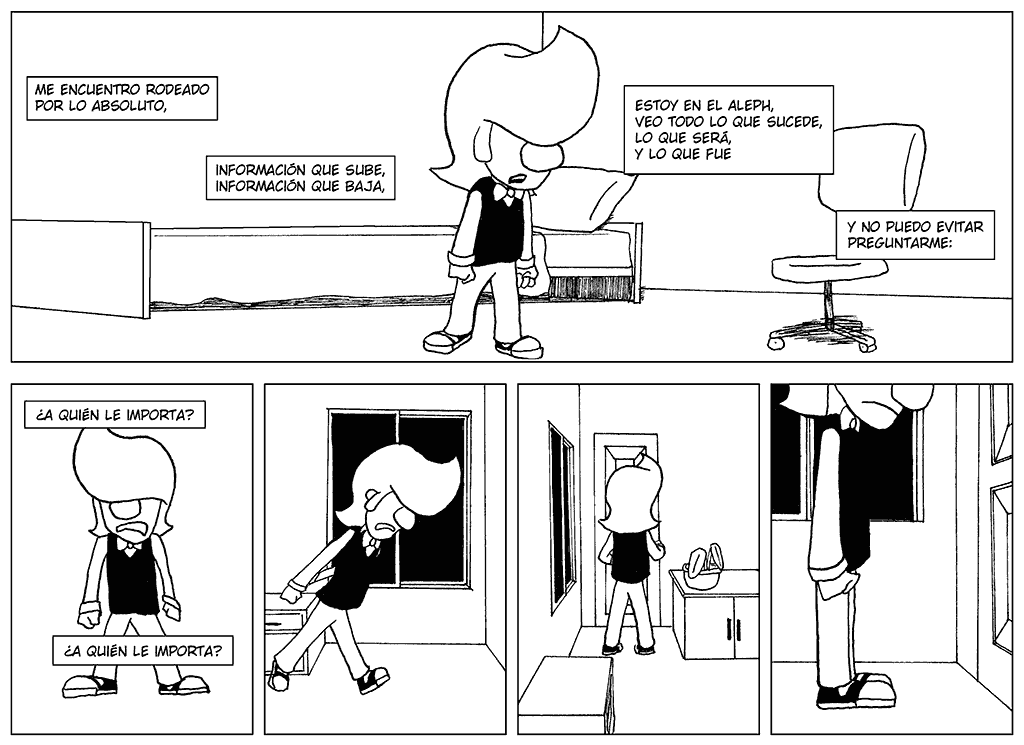 ME ENCUENTRO RODEADO
POR LO ABSOLUTO,
INFORMACIÓN QUE SUBE,
INFORMACIÓN QUE BAJA,
ESTOY EN EL ALEPH,
VEO TODO LO QUE SUCEDE,
LO QUE SERÁ,
Y LO QUE FUE
Y NO PUEDO EVITAR
PREGUNTARME:
¿A QUIÉN LE IMPORTA?
¿A QUIÉN LE IMPORTA?